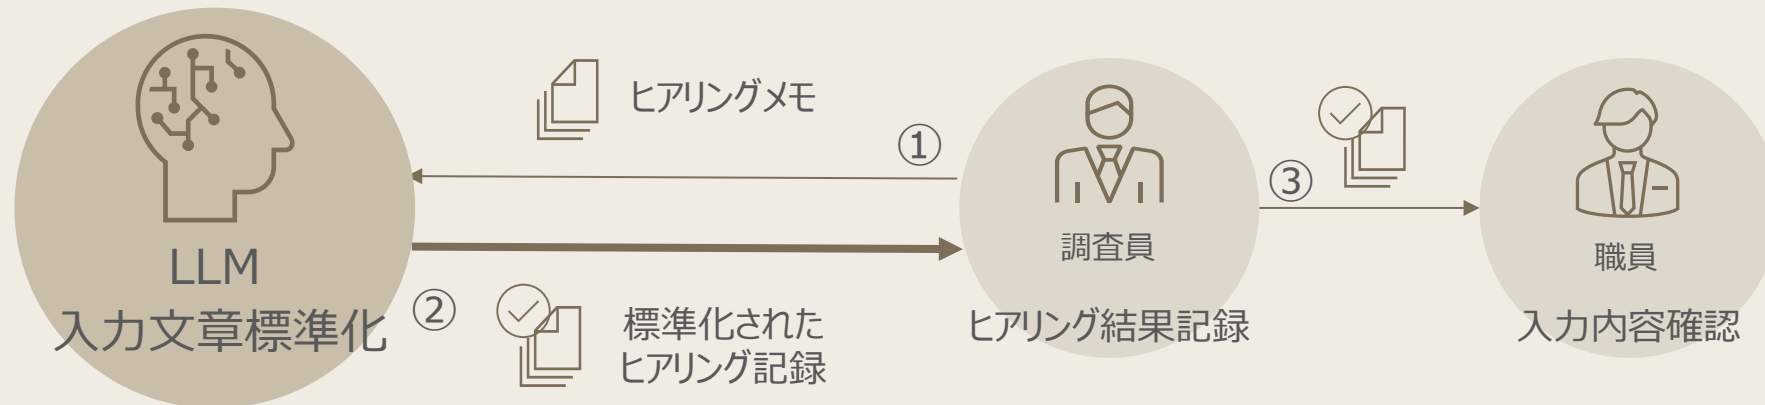 ヒアリングメモ
①
LLM
入力文章標準化
②
標準化された
ヒアリング記録
調査員
ヒアリング結果記録
③
職員
入力内容確認